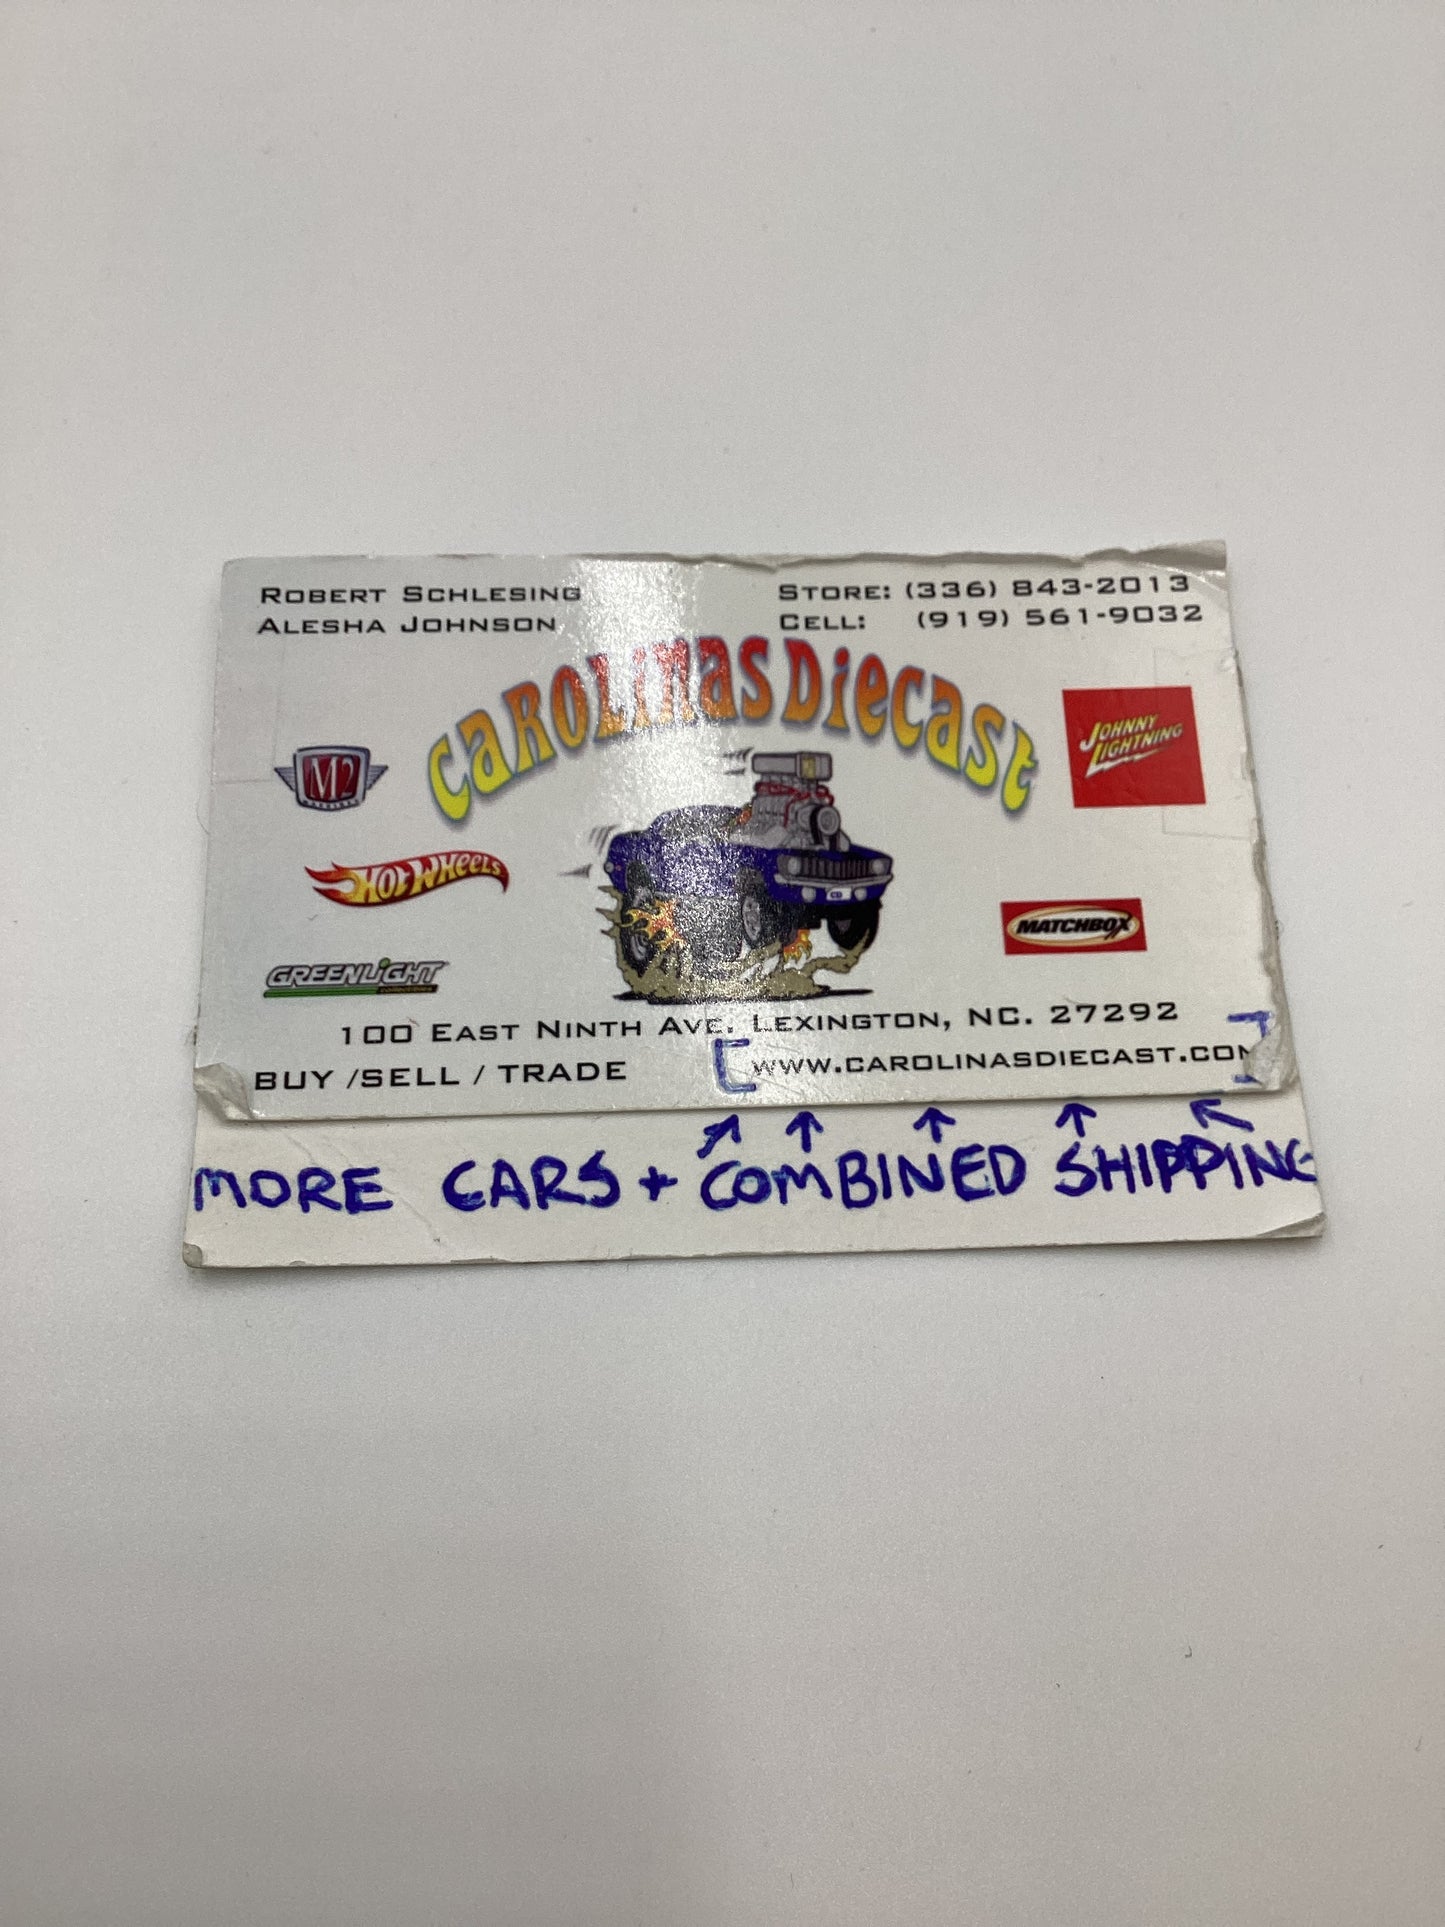 ROBERT SCHLESING
ALESHA JOHNSON
STORE: (336) 843-2013
CELL: (919) 561-9032
CAROLINAS DIECAST
M2
JOHNNY
LIGHTNING
HOT WHEELS
MATCHBOX
GREENLIGHT
100 EAST NINTH AVE. LEXINGTON, NC. 27292
BUY /SELL / TRADE
[WWW.CAROLINASDIECAST.COM]
MORE CARS + COMBINED SHIPPING